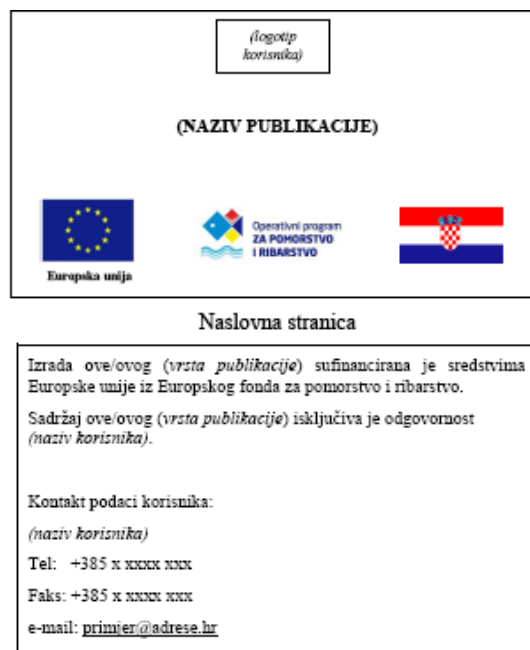 (logotip
korisnika)
(NAZIV PUBLIKACIJE)
Europska unija
Operativni program
ZA POMORSTVO
I RIBARSTVO
Naslovna stranica
Izrada ove/ovog (vrsta publikacije) sufinancirana je sredstvima
Europske unije iz Europskog fonda za pomorstvo i ribarstvo.
Sadržaj ove/ovog (vrsta publikacije) isključiva je odgovornost
(naziv korisnika).
Kontakt podaci korisnika:
(naziv korisnika)
Tel: +385 x xxxx xxx
Faks: +385 x xxxx xxx
e-mail: primjer@adrese.hr